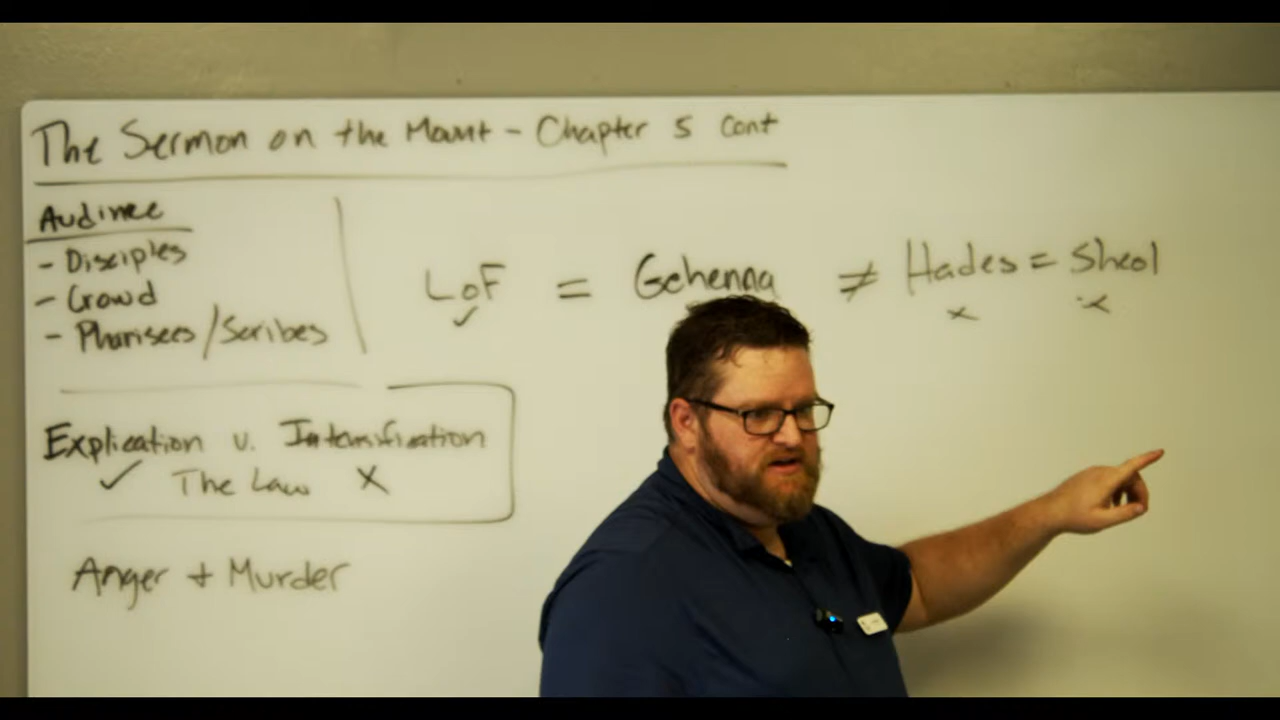 The Sermon on the Mount - Chapter 5 Cont
Audince
- Disciples
- Crowd
- Pharisees/Scribes
LoF = Gehenna ≠ Hades = Sheol
✓ x x
Explication v. Intensification
✓ The Law X
Anger + Murder